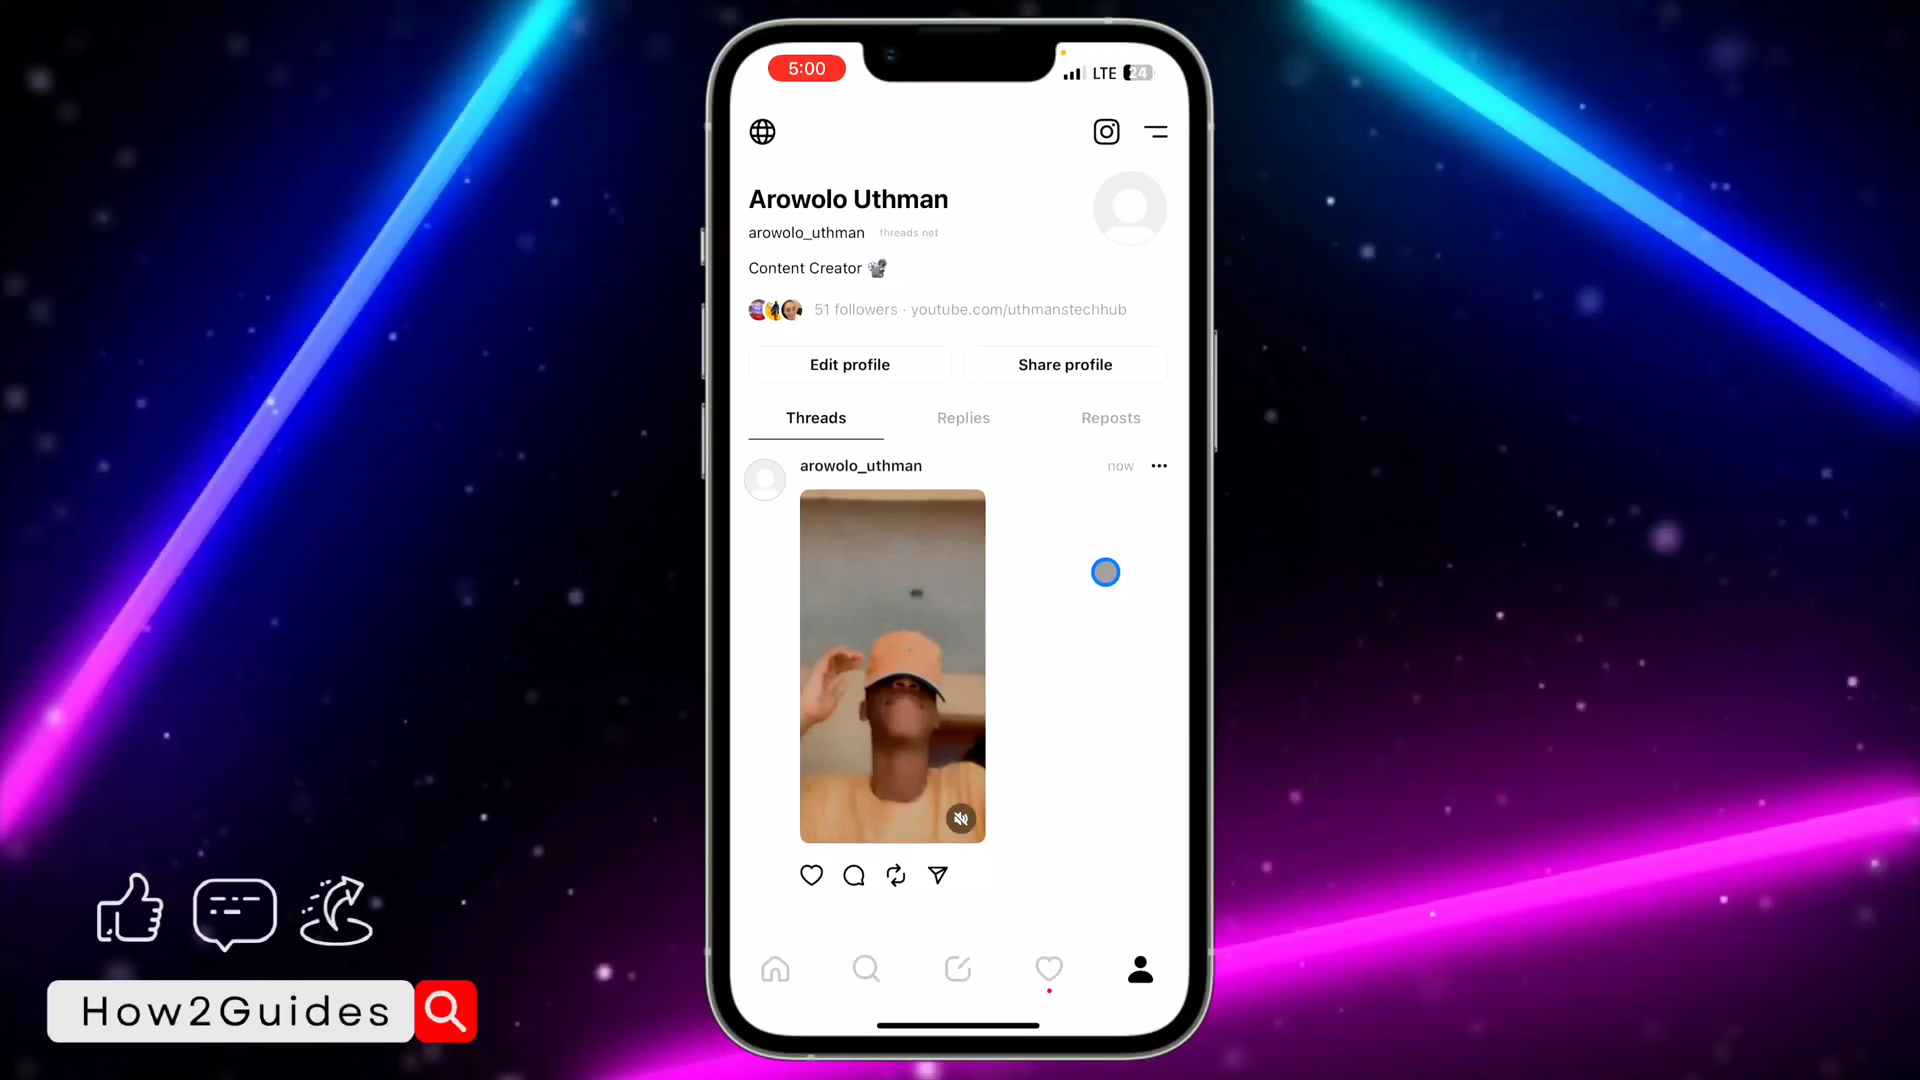 5:00
LTE 24
Arowolo Uthman
arowolo_uthman threads.net
Content Creator
51 followers · youtube.com/uthmanstechhub
Edit profile
Share profile
Threads
Replies
Reposts
arowolo_uthman
now
How2Guides